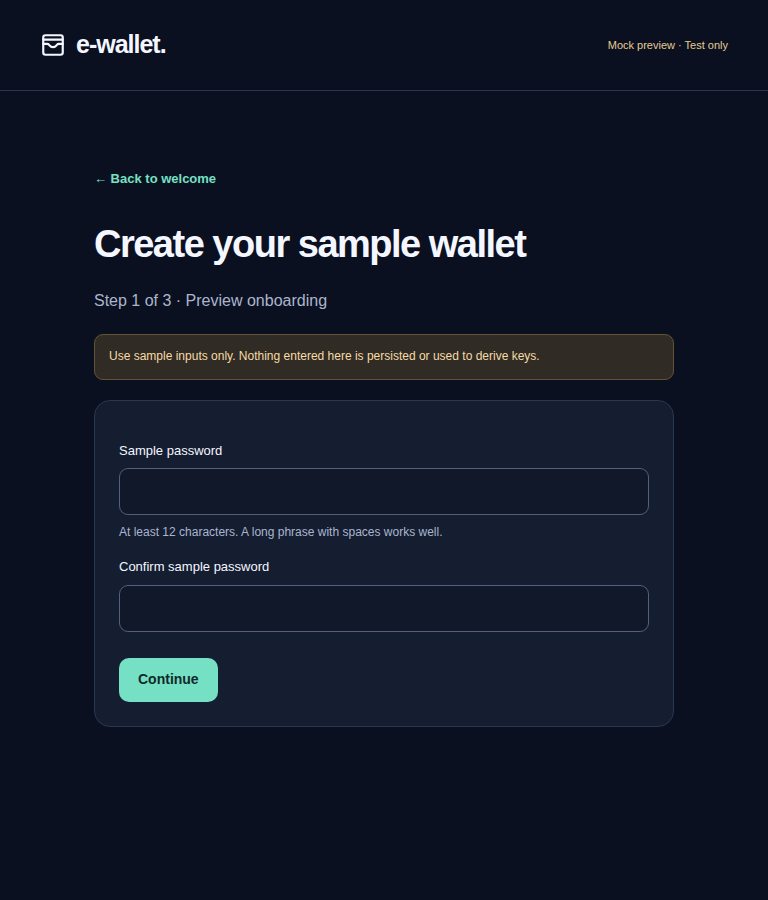 e-wallet.
Mock preview · Test only
← Back to welcome
Create your sample wallet
Step 1 of 3 · Preview onboarding
Use sample inputs only. Nothing entered here is persisted or used to derive keys.
Sample password
At least 12 characters. A long phrase with spaces works well.
Confirm sample password
Continue